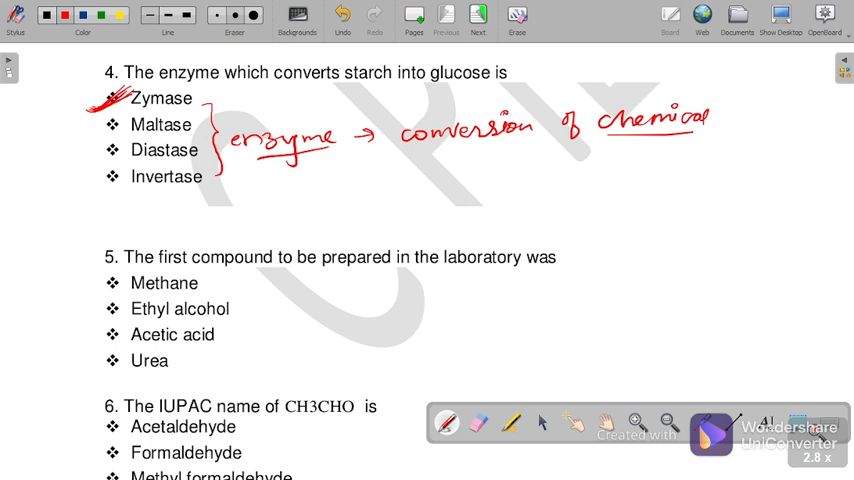 Stylus
Color
Line
Eraser
Backgrounds
Undo
Redo
Pages
Previous
Next
Erase
Board
Web
Documents
Show Desktop
OpenBoard
4. The enzyme which converts starch into glucose is
❖ Zymase
❖ Maltase
❖ Diastase
❖ Invertase
enzyme → conversion of chemical
5. The first compound to be prepared in the laboratory was
❖ Methane
❖ Ethyl alcohol
❖ Acetic acid
❖ Urea
6. The IUPAC name of CH3CHO is
❖ Acetaldehyde
❖ Formaldehyde
❖ Methyl formaldehyde
Created with
Wondershare
UniConverter
2.8 x